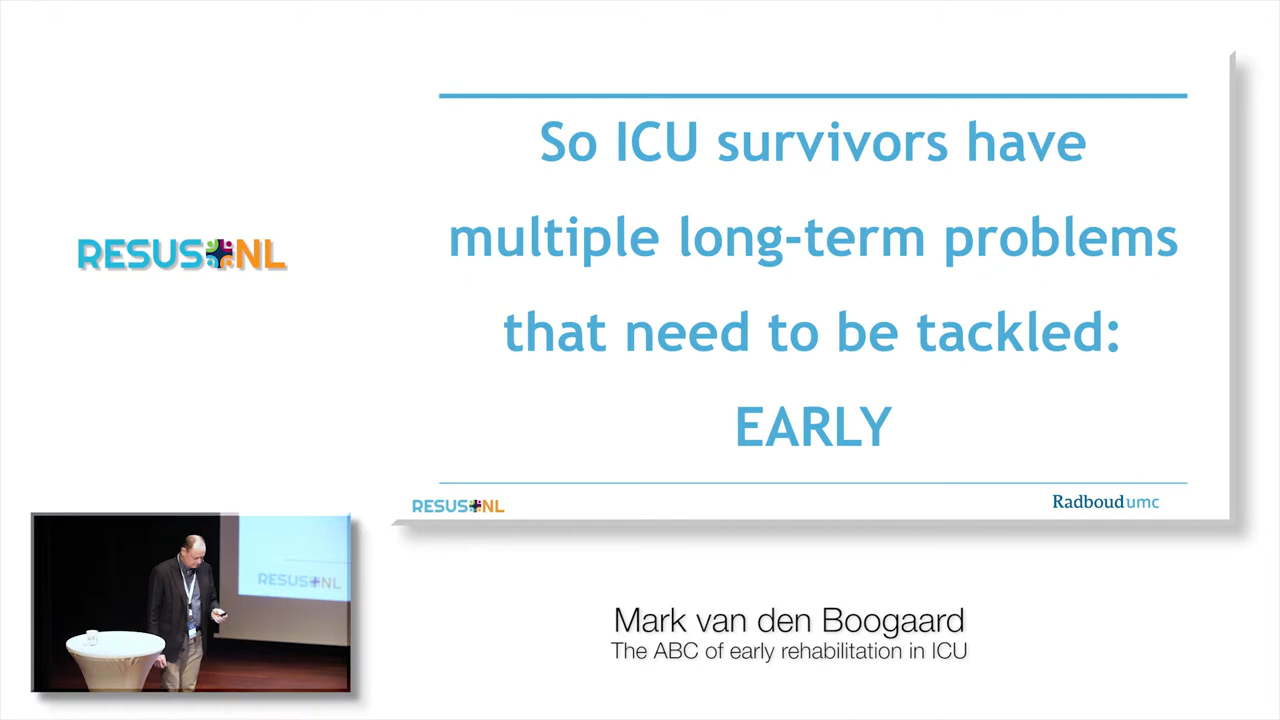 So ICU survivors have
multiple long-term problems
that need to be tackled:
EARLY
RESUS NL
RESUS NL
Radboudumc
RESUS NL
Mark van den Boogaard
The ABC of early rehabilitation in ICU